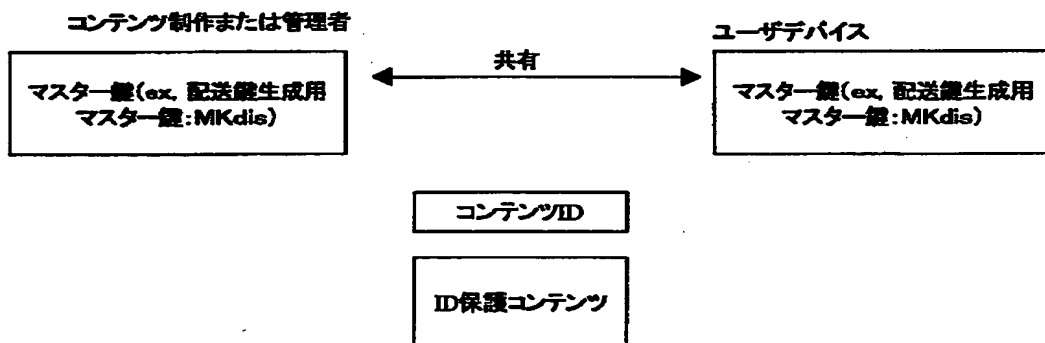 コンテンツ制作または管理者
ユーザデバイス
共有
マスター鍵(ex, 配送鍵生成用
マスター鍵:MKdis)
マスター鍵(ex, 配送鍵生成用
マスター鍵:MKdis)
コンテンツID
ID保護コンテンツ